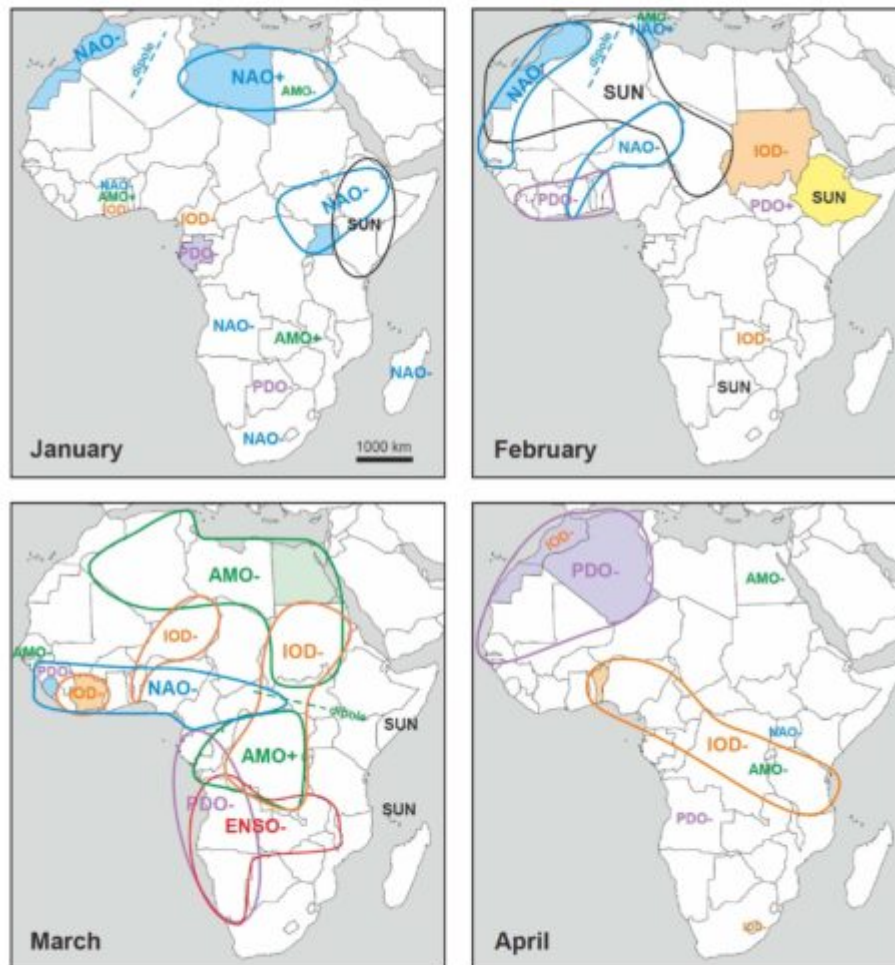 NAO-
dipole
NAO+
AMO-
NAO-
AMO+
IOD-
IOD-
PDO-
NAO-
SUN
NAO-
AMO+
NAO-
PDO-
NAO-
January
1000 km
AMO-
NAO+
dipole
NAO-
SUN
NAO-
IOD-
PDO-
PDO+
SUN
IOD-
SUN
February
AMO-
IOD-
IOD-
AMO-
PDO-
IOD-
NAO-
dipole
SUN
AMO+
PDO-
SUN
ENSO-
March
IOD-
PDO-
AMO-
IOD-
NAO-
AMO-
PDO-
IOD-
April